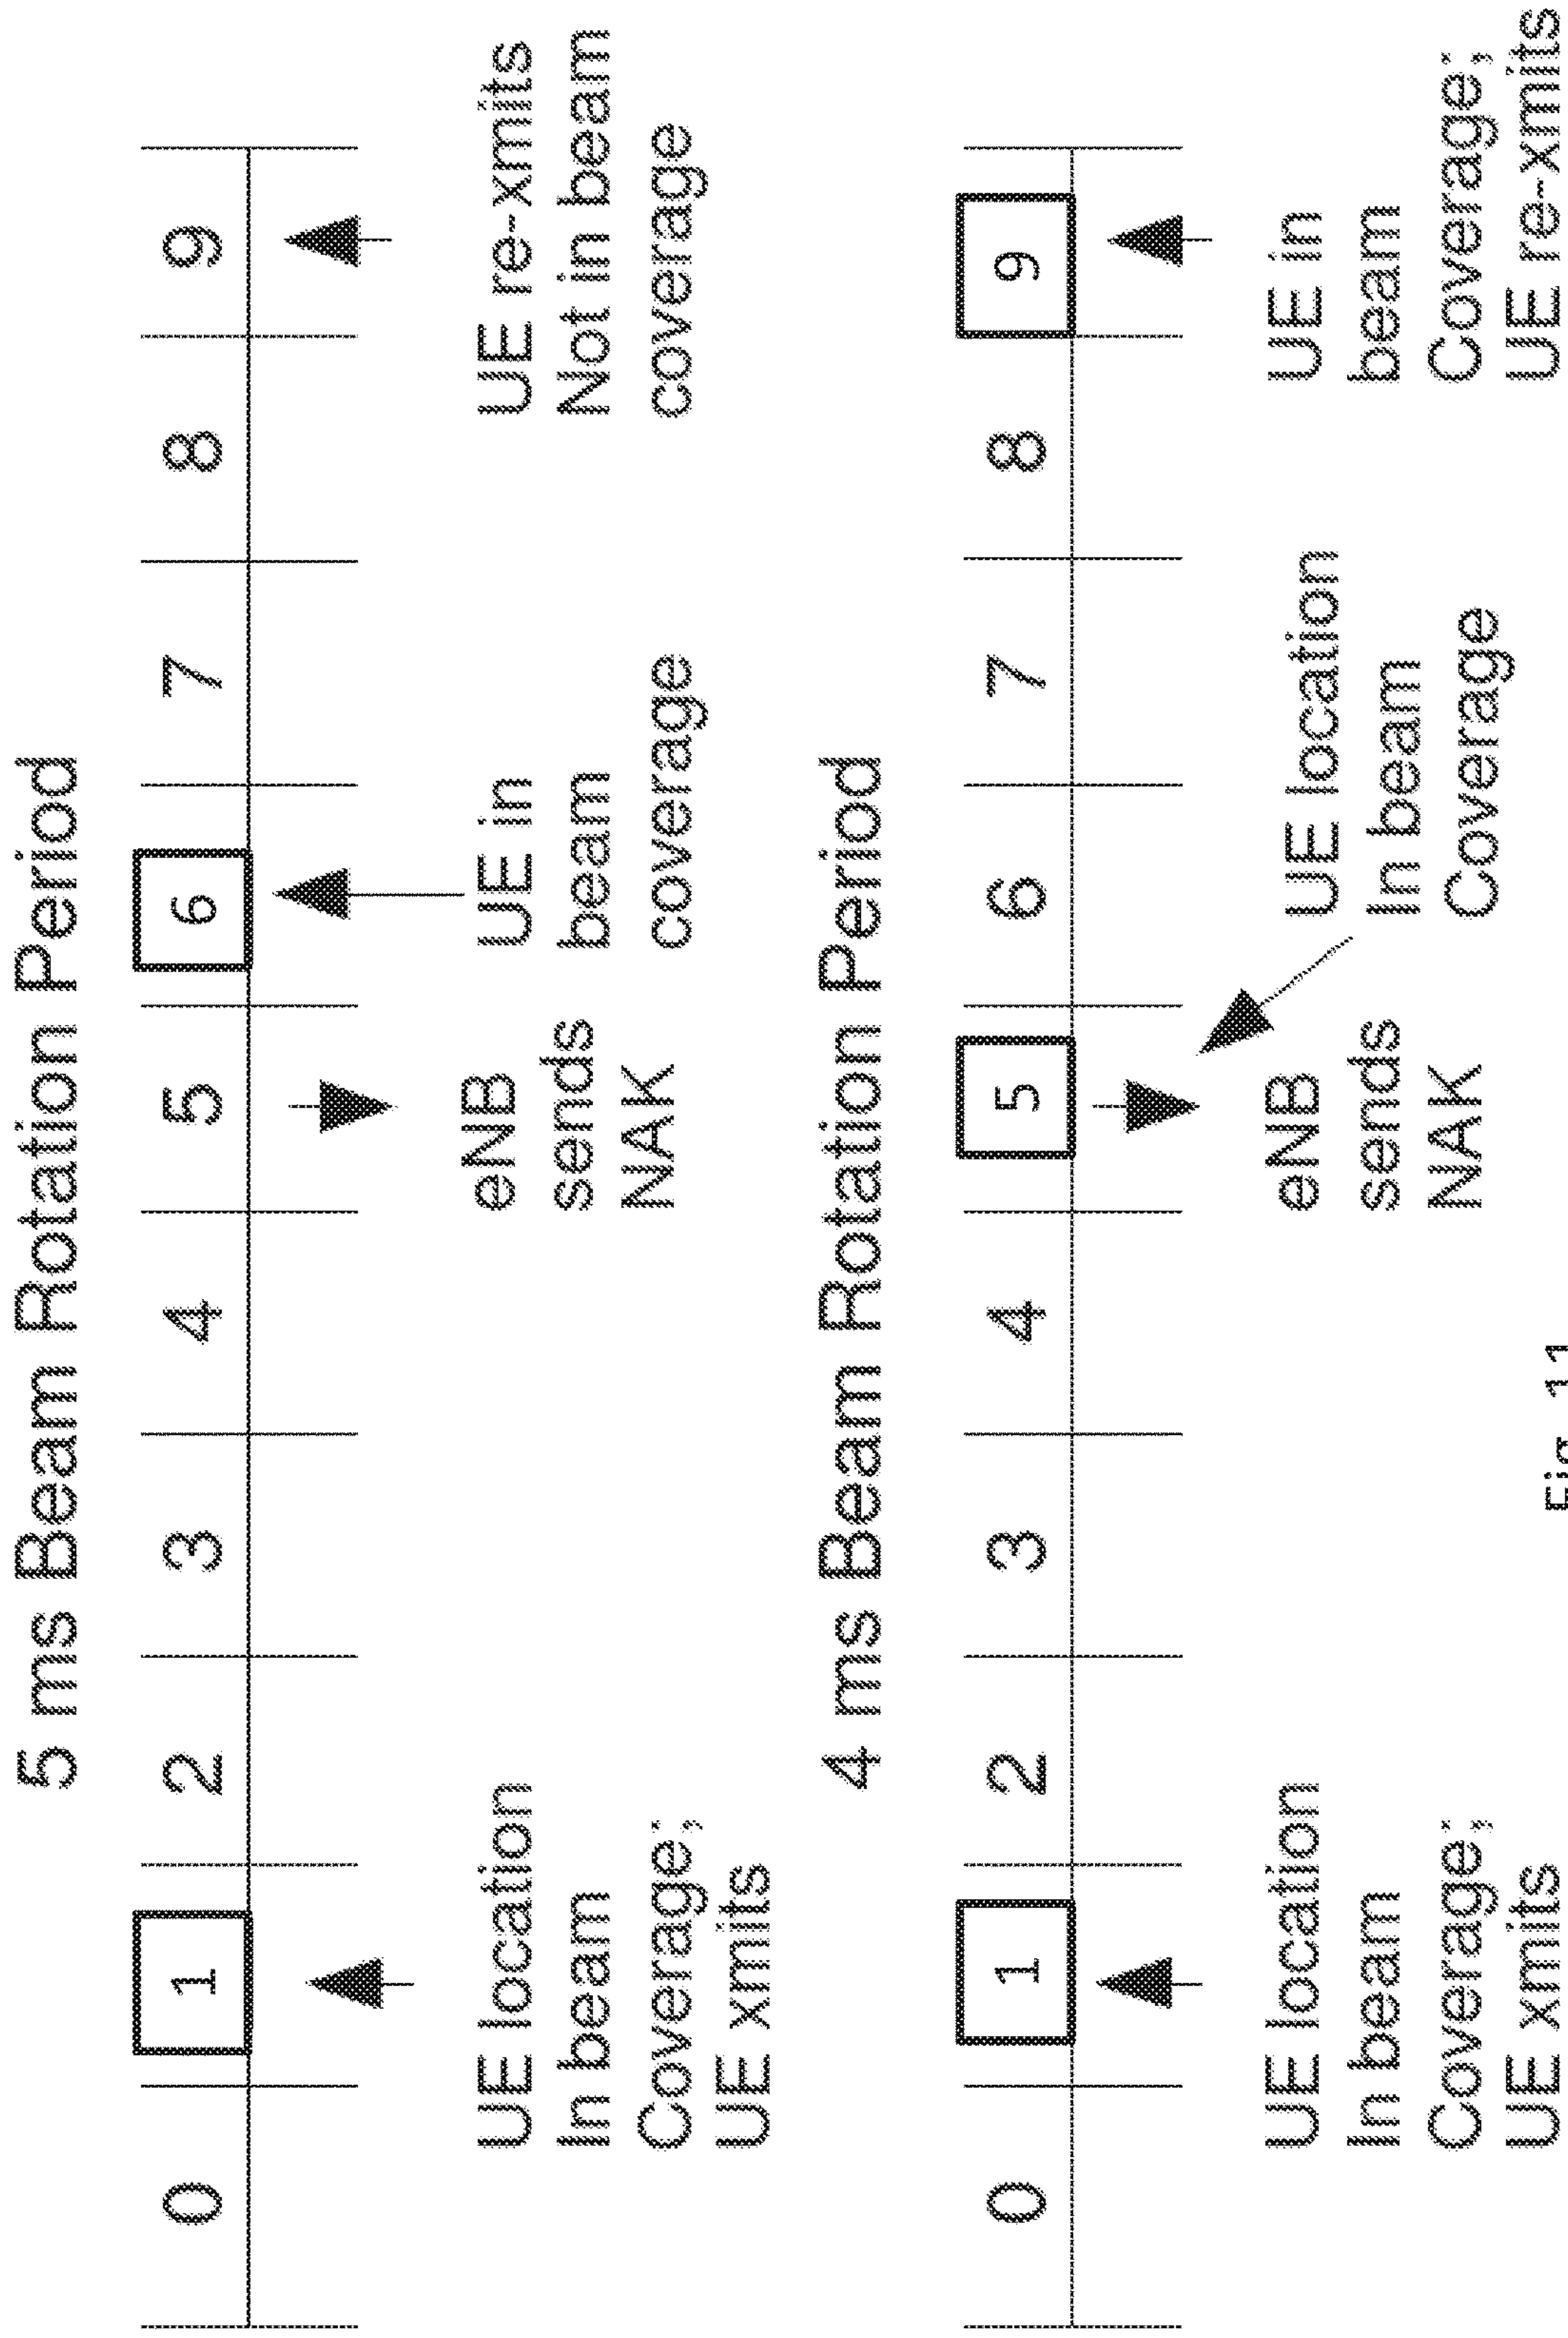 5 ms Beam Rotation Period
0 1 2 3 4 5 6 7 8 9
UE location
In beam
Coverage;
UE xmits
eNB
sends
NAK
UE in
beam
coverage
UE re-xmits
Not in beam
coverage
4 ms Beam Rotation Period
0 1 2 3 4 5 6 7 8 9
UE location
In beam
Coverage;
UE xmits
eNB
sends
NAK
UE location
In beam
Coverage
UE in
beam
Coverage;
UE re-xmits
Fig. 11